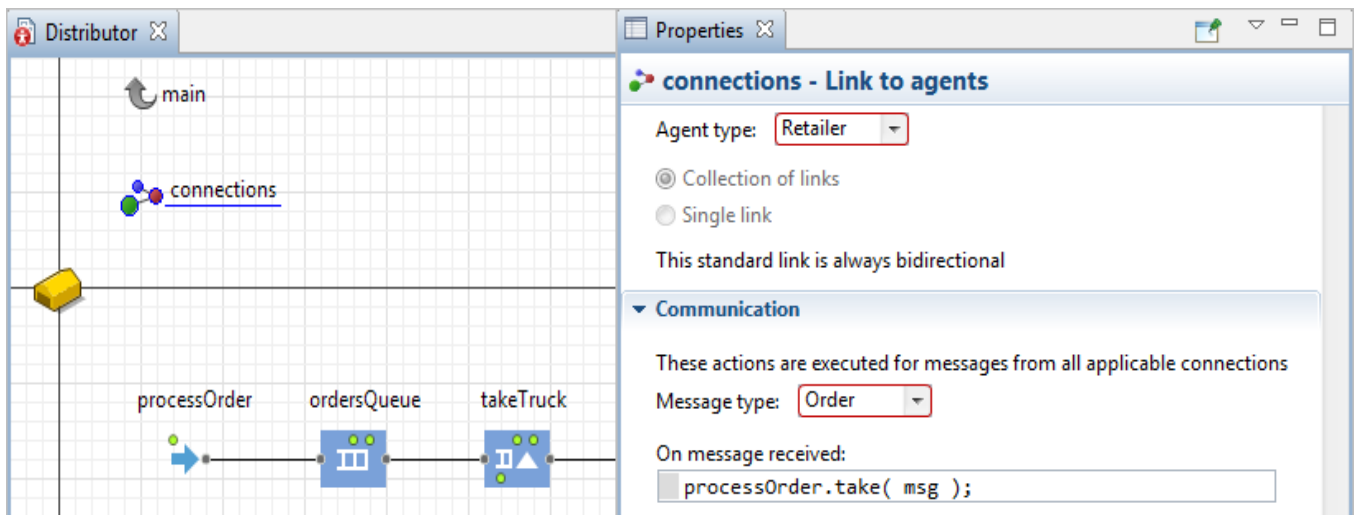 Distributor
main
connections
processOrder
ordersQueue
takeTruck
Properties
connections - Link to agents
Agent type: Retailer
Collection of links
Single link
This standard link is always bidirectional
Communication
These actions are executed for messages from all applicable connections
Message type: Order
On message received:
processOrder.take( msg );